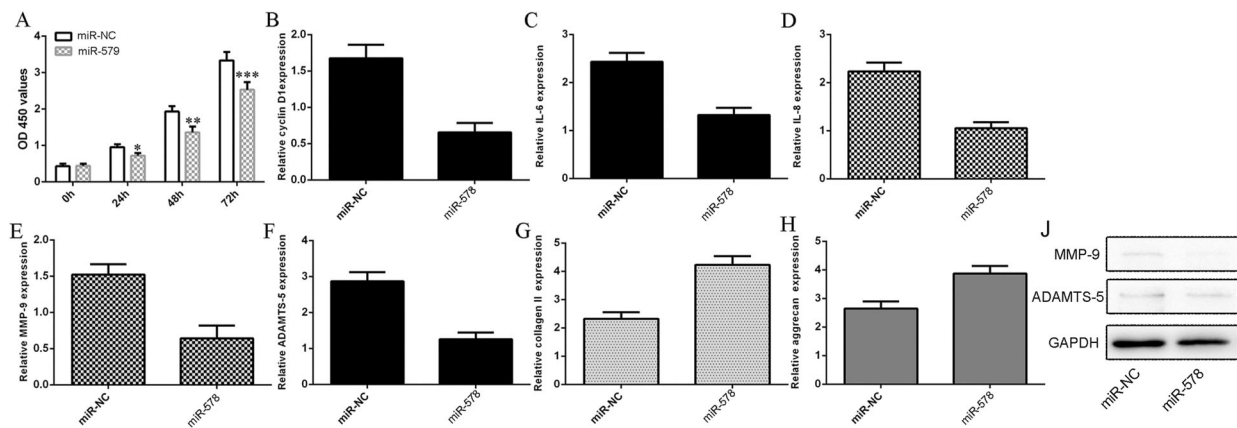 A
miR-NC
miR-579
OD 450 values
4
3
2
1
0
*
**
***
0h
24h
48h
72h
B
Relative cyclin D1expression
2.0
1.5
1.0
0.5
0.0
miR-NC
miR-578
C
Relative IL-6 expression
3
2
1
0
miR-NC
miR-578
D
Relative IL-8 expression
3
2
1
0
miR-NC
miR-578
E
Relative MMP-9 expression
2.0
1.5
1.0
0.5
0.0
miR-NC
miR-578
F
Relative ADAMTS-5 expression
4
3
2
1
0
miR-NC
miR-578
G
Relative collagen II expression
5
4
3
2
1
0
miR-NC
miR-578
H
Relative aggrecan expression
5
4
3
2
1
0
miR-NC
miR-578
J
MMP-9
ADAMTS-5
GAPDH
miR-NC
miR-578